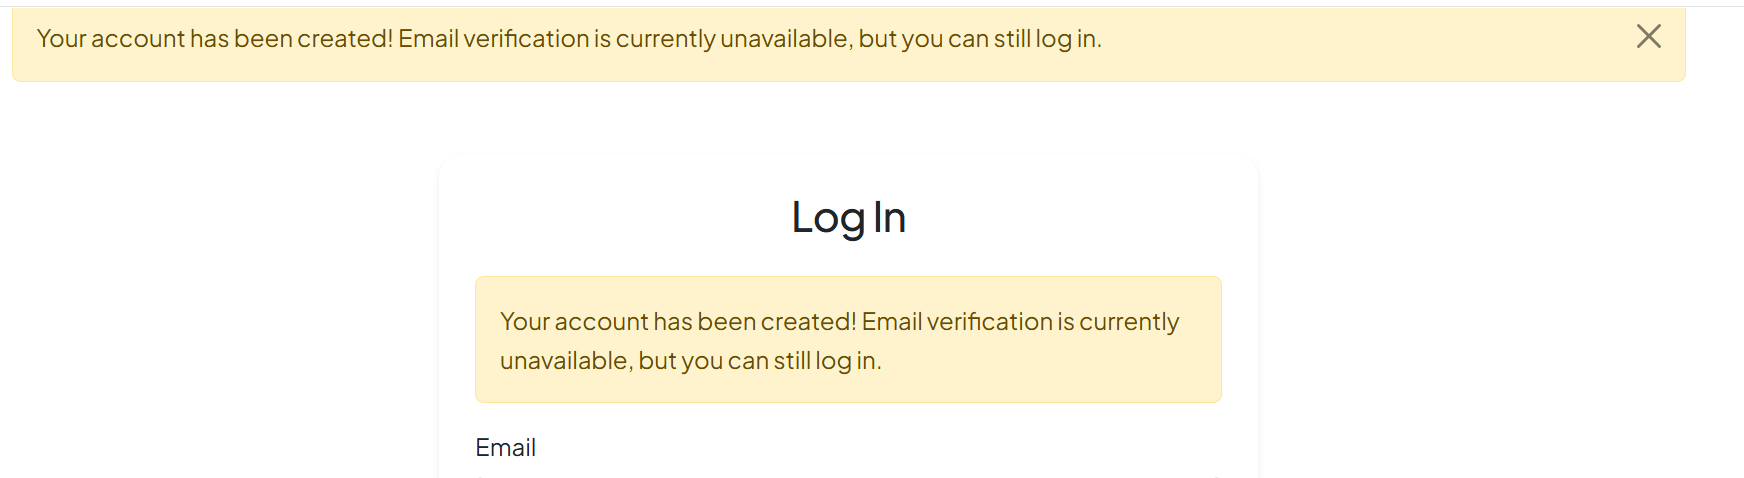 Your account has been created! Email verification is currently unavailable, but you can still log in.
Log In
Your account has been created! Email verification is currently
unavailable, but you can still log in.
Email